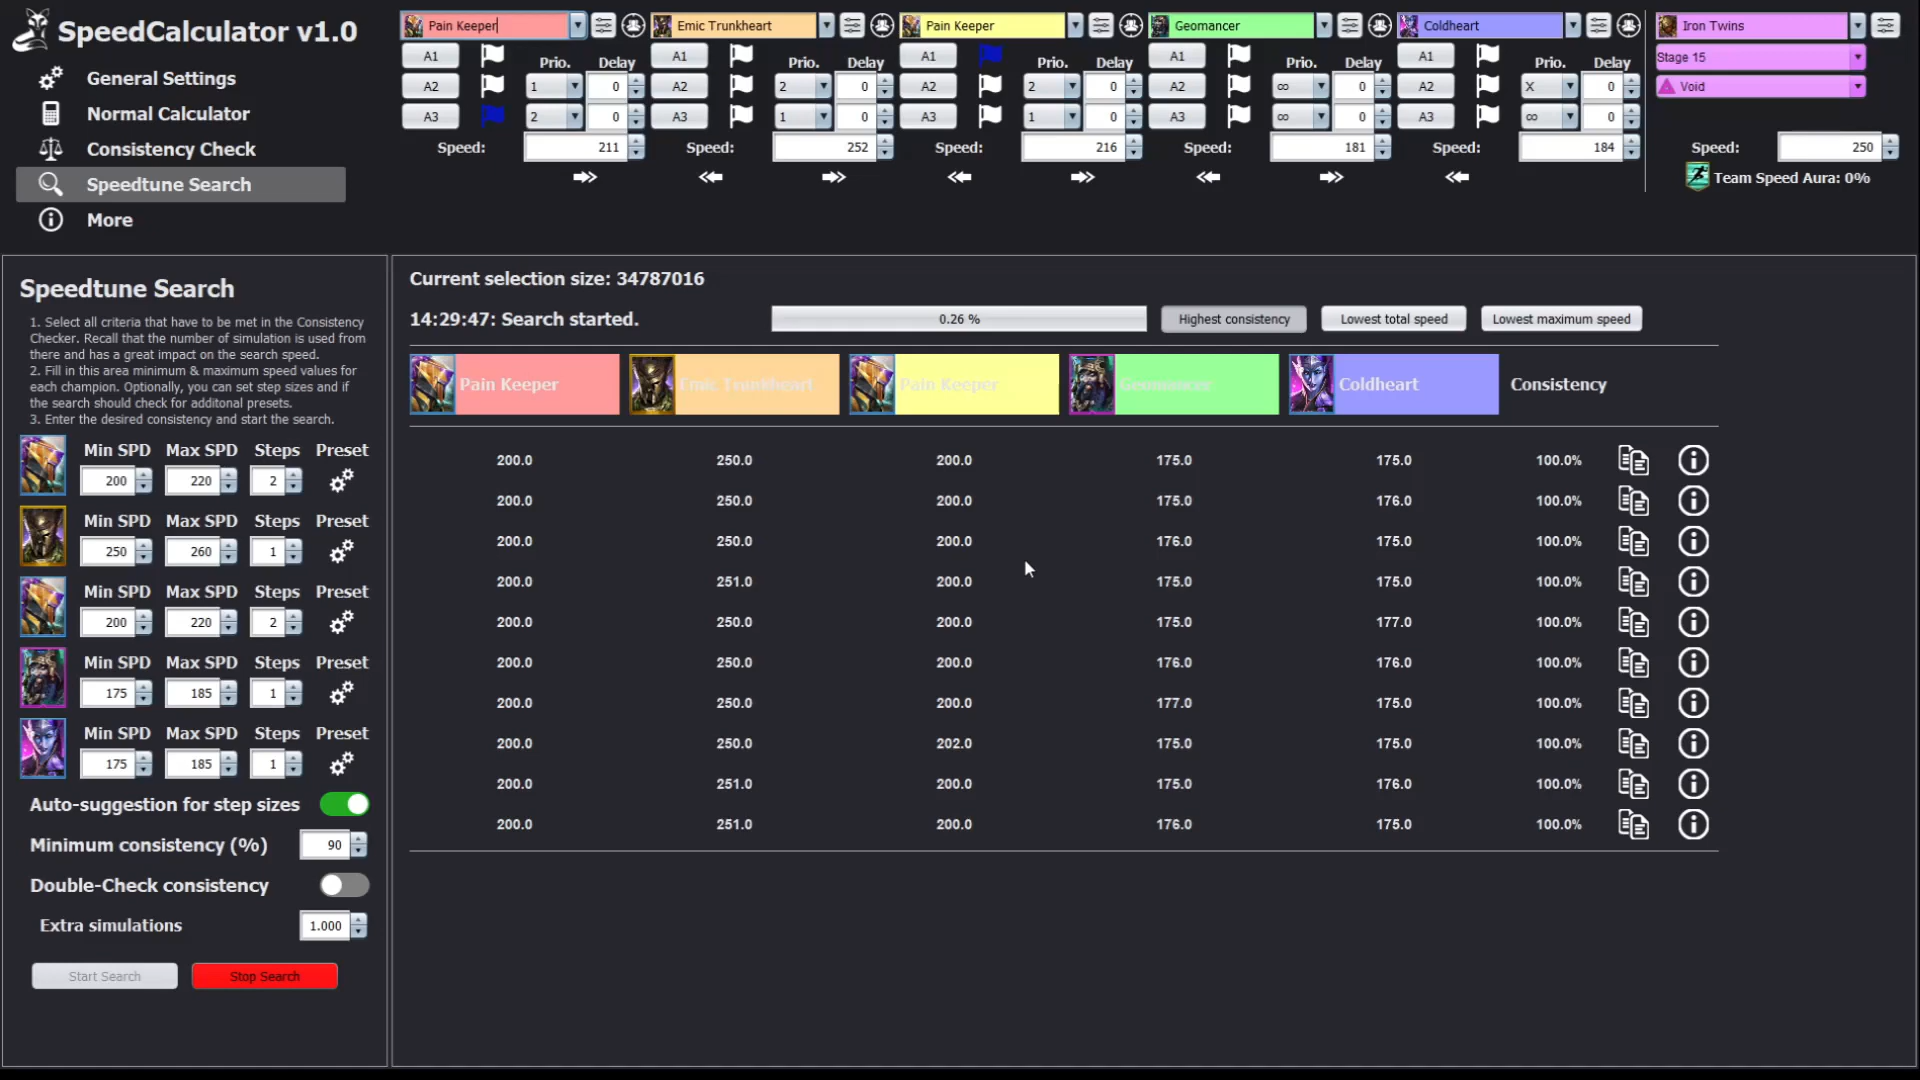 SpeedCalculator v1.0
General Settings
Normal Calculator
Consistency Check
Speedtune Search
More
Pain Keeper
A1
A2
A3
Prio. Delay
1 0
2 0
Speed: 211
Emic Trunkheart
A1
A2
A3
Prio. Delay
2 0
1 0
Speed: 252
Pain Keeper
A1
A2
A3
Prio. Delay
2 0
1 0
Speed: 216
Geomancer
A1
A2
A3
Prio. Delay
∞ 0
∞ 0
Speed: 181
Coldheart
A1
A2
A3
Prio. Delay
X 0
∞ 0
Speed: 184
Iron Twins
Stage 15
Void
Speed: 250
Team Speed Aura: 0%
Speedtune Search
1. Select all criteria that have to be met in the Consistency
Checker. Recall that the number of simulation is used from
there and has a great impact on the search speed.
2. Fill in this area minimum & maximum speed values for
each champion. Optionally, you can set step sizes and if
the search should check for additonal presets.
3. Enter the desired consistency and start the search.
Min SPD Max SPD Steps Preset
200 220 2
Min SPD Max SPD Steps Preset
250 260 1
Min SPD Max SPD Steps Preset
200 220 2
Min SPD Max SPD Steps Preset
175 185 1
Min SPD Max SPD Steps Preset
175 185 1
Auto-suggestion for step sizes
Minimum consistency (%) 90
Double-Check consistency
Extra simulations 1.000
Start Search Stop Search
Current selection size: 34787016
14:29:47: Search started. 0.26 % Highest consistency Lowest total speed Lowest maximum speed
Pain Keeper Emic Trunkheart Pain Keeper Geomancer Coldheart Consistency
200.0 250.0 200.0 175.0 175.0 100.0%
200.0 250.0 200.0 175.0 176.0 100.0%
200.0 250.0 200.0 176.0 175.0 100.0%
200.0 251.0 200.0 175.0 175.0 100.0%
200.0 250.0 200.0 175.0 177.0 100.0%
200.0 250.0 200.0 176.0 176.0 100.0%
200.0 250.0 200.0 177.0 175.0 100.0%
200.0 250.0 202.0 175.0 175.0 100.0%
200.0 251.0 200.0 175.0 176.0 100.0%
200.0 251.0 200.0 176.0 175.0 100.0%